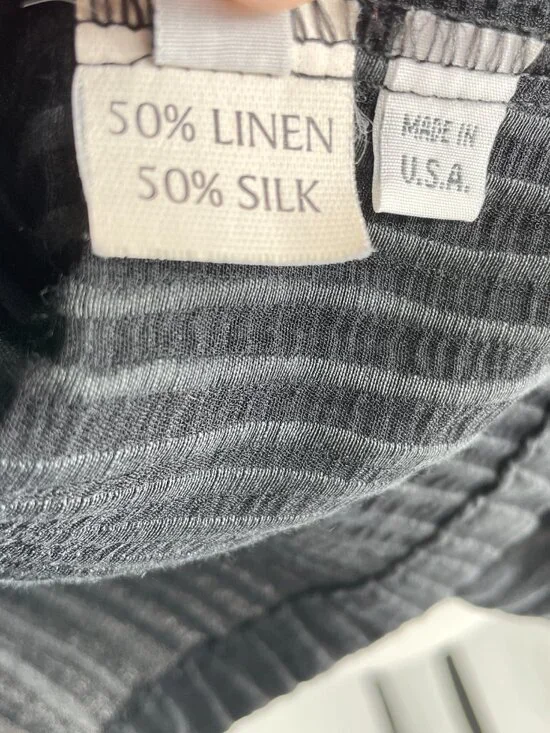 50% LINEN
50% SILK
MADE IN
U.S.A.